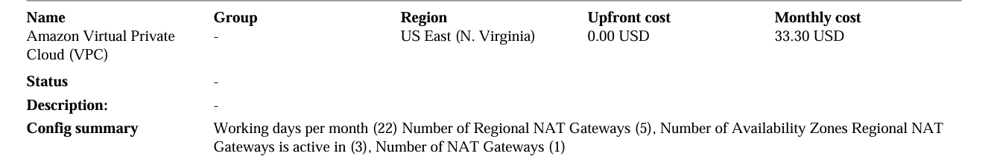 Name Group Region Upfront cost Monthly cost
Amazon Virtual Private - US East (N. Virginia) 0.00 USD 33.30 USD
Cloud (VPC)
Status -
Description: -
Config summary Working days per month (22) Number of Regional NAT Gateways (5), Number of Availability Zones Regional NAT
Gateways is active in (3), Number of NAT Gateways (1)